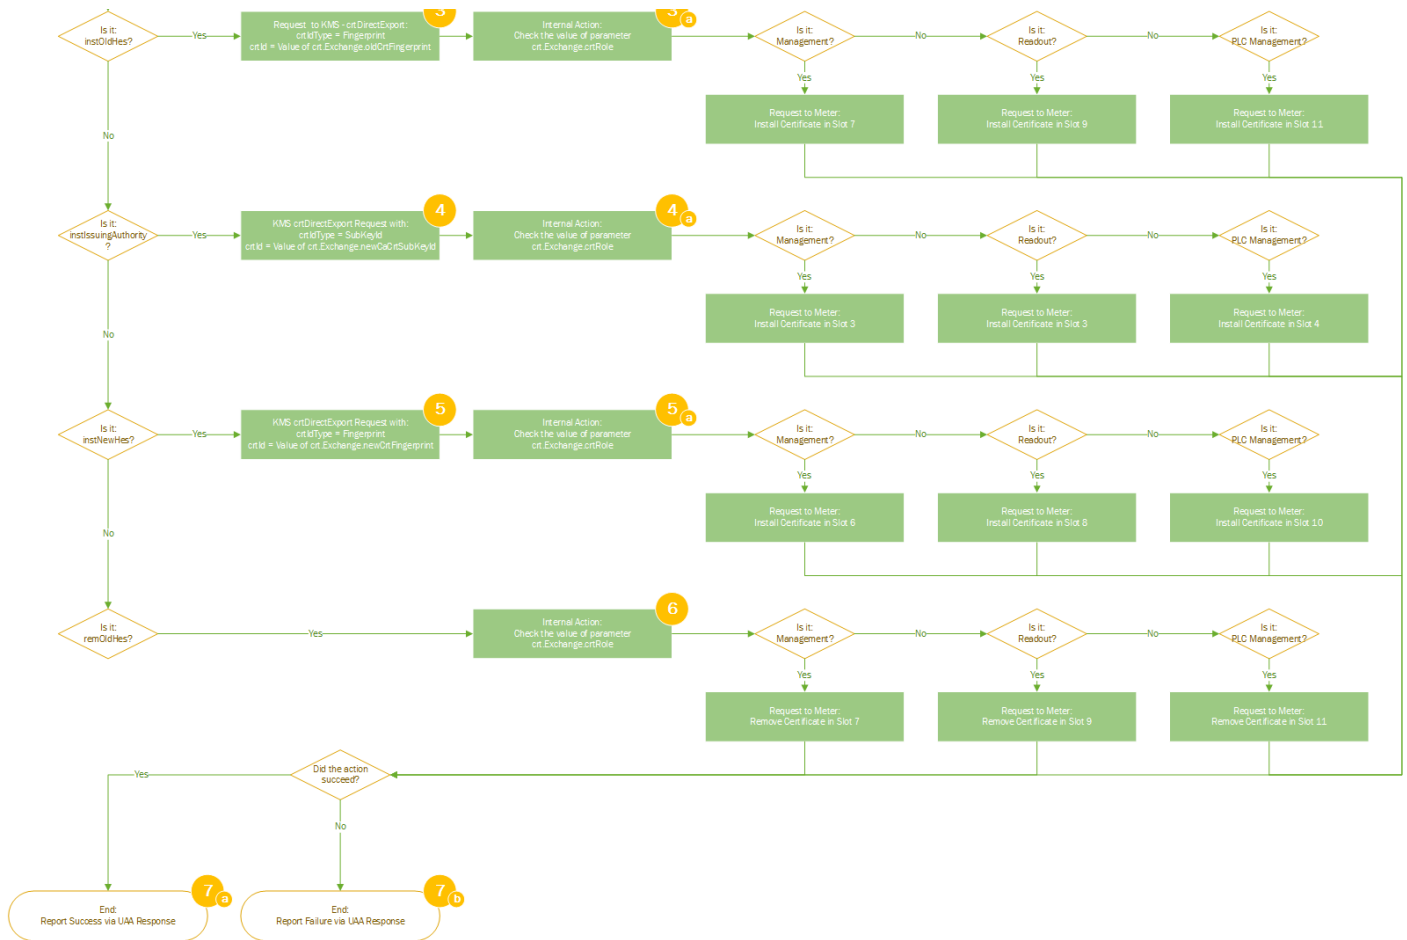 Is it:
instOldHes?
Yes
Request to KMS - crtDirectExport:
crtIdType = Fingerprint
crtId = Value of crt.Exchange.oldCrtFingerprint
3
Internal Action:
Check the value of parameter
crt.Exchange.crtRole
3
a
Is it:
Management?
No
Is it:
Readout?
No
Is it:
PLC Management?
Yes
Yes
Yes
Request to Meter:
Install Certificate in Slot 7
Request to Meter:
Install Certificate in Slot 9
Request to Meter:
Install Certificate in Slot 11
No
Is it:
instIssuingAuthority
?
Yes
KMS crtDirectExport Request with:
crtIdType = SubKeyId
crtId = Value of crt.Exchange.newCaCrtSubKeyId
4
Internal Action:
Check the value of parameter
crt.Exchange.crtRole
4
a
Is it:
Management?
No
Is it:
Readout?
No
Is it:
PLC Management?
Yes
Yes
Yes
Request to Meter:
Install Certificate in Slot 3
Request to Meter:
Install Certificate in Slot 3
Request to Meter:
Install Certificate in Slot 4
No
Is it:
instNewHes?
Yes
KMS crtDirectExport Request with:
crtIdType = Fingerprint
crtId = Value of crt.Exchange.newCrtFingerprint
5
Internal Action:
Check the value of parameter
crt.Exchange.crtRole
5
a
Is it:
Management?
No
Is it:
Readout?
No
Is it:
PLC Management?
Yes
Yes
Yes
Request to Meter:
Install Certificate in Slot 6
Request to Meter:
Install Certificate in Slot 8
Request to Meter:
Install Certificate in Slot 10
No
Is it:
remOldHes?
Yes
Internal Action:
Check the value of parameter
crt.Exchange.crtRole
6
Is it:
Management?
No
Is it:
Readout?
No
Is it:
PLC Management?
Yes
Yes
Yes
Request to Meter:
Remove Certificate in Slot 7
Request to Meter:
Remove Certificate in Slot 9
Request to Meter:
Remove Certificate in Slot 11
Did the action
succeed?
Yes
No
End:
Report Success via UAA Response
7
a
End:
Report Failure via UAA Response
7
b